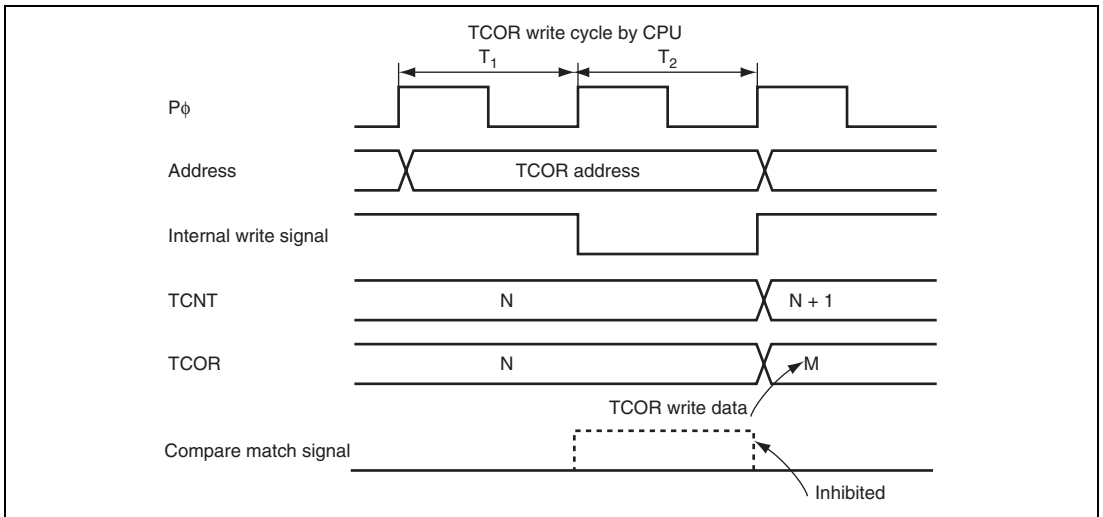 TCOR write cycle by CPU
T1 T2
Pϕ
Address TCOR address
Internal write signal
TCNT N N + 1
TCOR N M
TCOR write data
Compare match signal
Inhibited